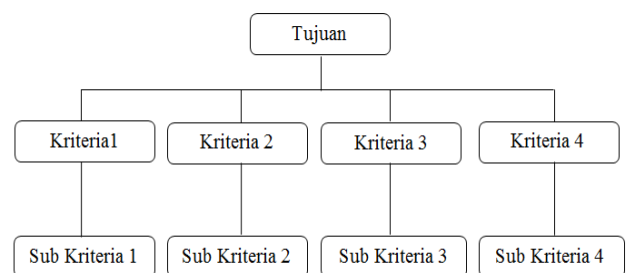 Tujuan
Kriteria1
Kriteria 2
Kriteria 3
Kriteria 4
Sub Kriteria 1
Sub Kriteria 2
Sub Kriteria 3
Sub Kriteria 4